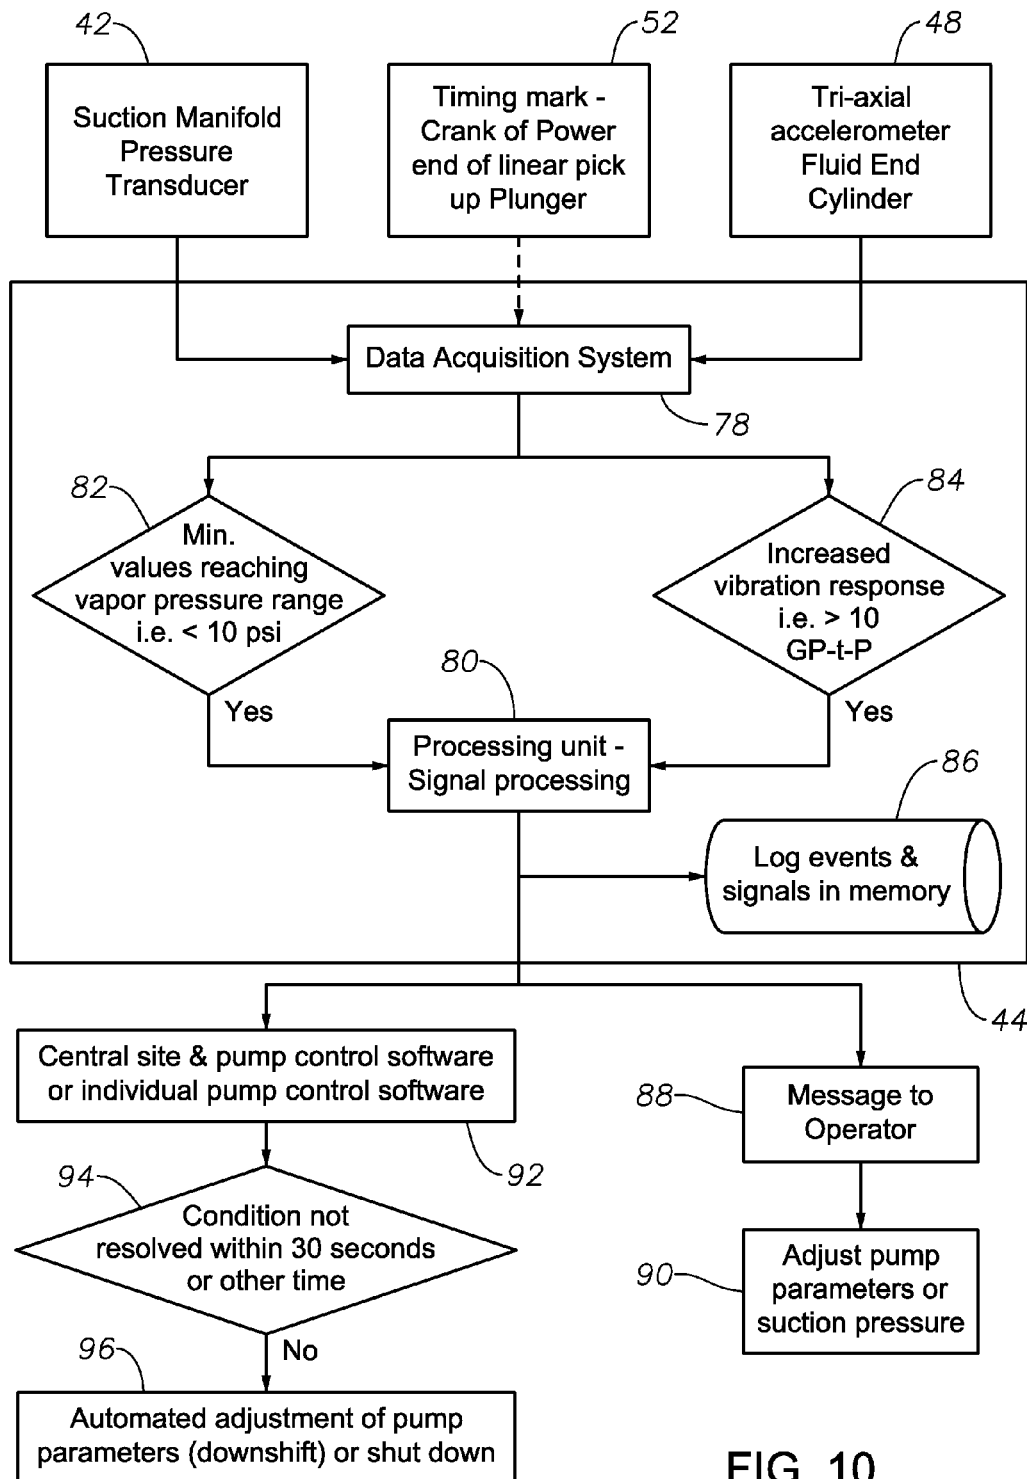 42
52
48
Suction Manifold
Pressure
Transducer
Timing mark -
Crank of Power
end of linear pick
up Plunger
Tri-axial
accelerometer
Fluid End
Cylinder
Data Acquisition System
78
82
84
Min.
values reaching
vapor pressure range
i.e. < 10 psi
Increased
vibration response
i.e. > 10
GP-t-P
80
Yes
Yes
Processing unit -
Signal processing
86
Log events &
signals in memory
44
Central site & pump control software
or individual pump control software
88
Message to
Operator
92
94
Condition not
resolved within 30 seconds
or other time
90
Adjust pump
parameters or
suction pressure
No
96
Automated adjustment of pump
parameters (downshift) or shut down
FIG. 10